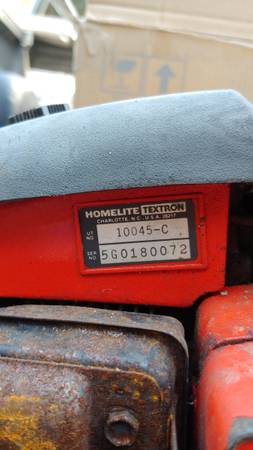 HOMELITE TEXTRON
CHARLOTTE, N.C. U.S.A. 28217
UT NO 10045-C
SER NO 5G0180072